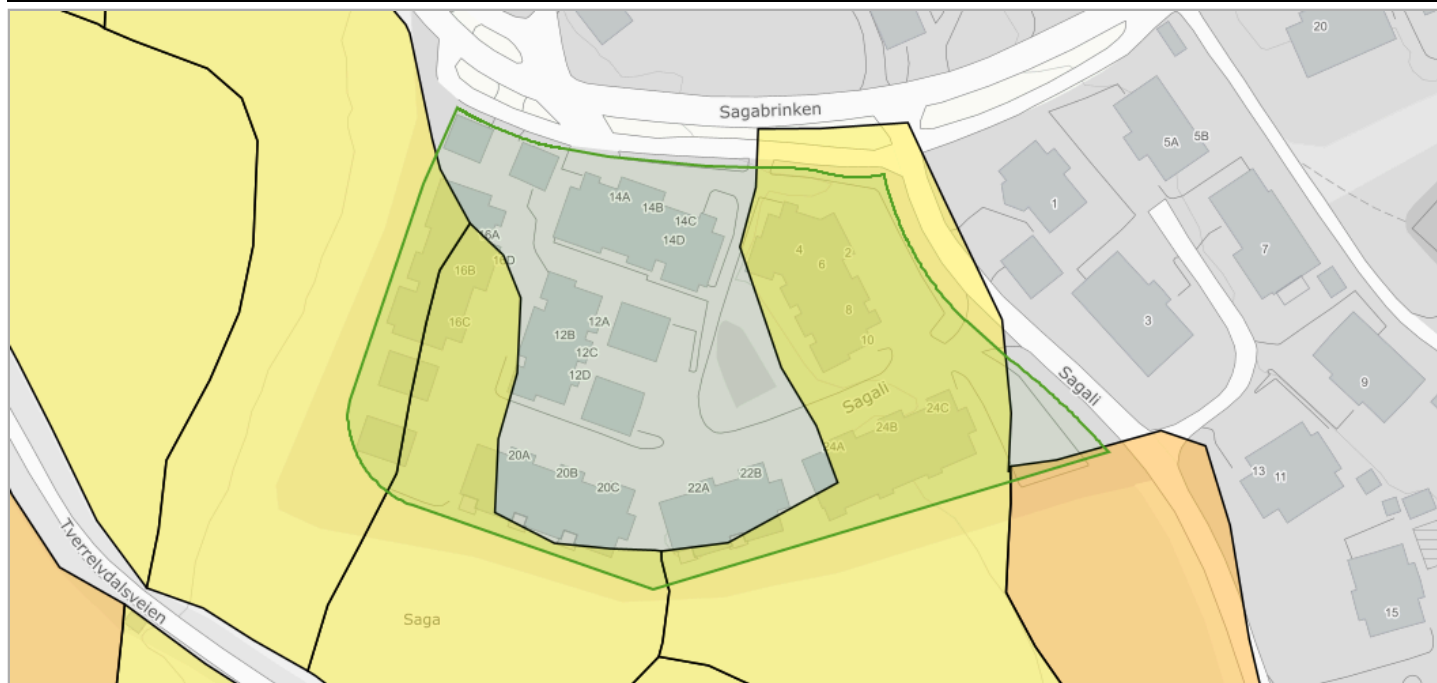 20
Sagabrinken
5A
5B
14A
14B
1
14C
14D
16A
4
2
7
6
16D
16B
8
3
16C
12A
12B
10
12C
Sagali
9
12D
Sagali
24C
24B
24A
20A
13
11
20B
22B
20C
22A
Tverrelvdalsveien
15
Saga